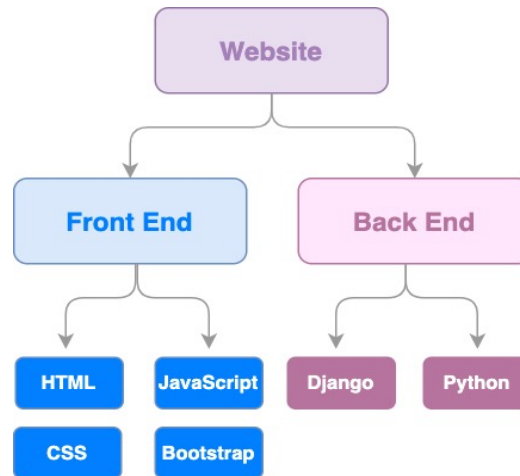 Website
Front End
Back End
HTML
JavaScript
Django
Python
CSS
Bootstrap